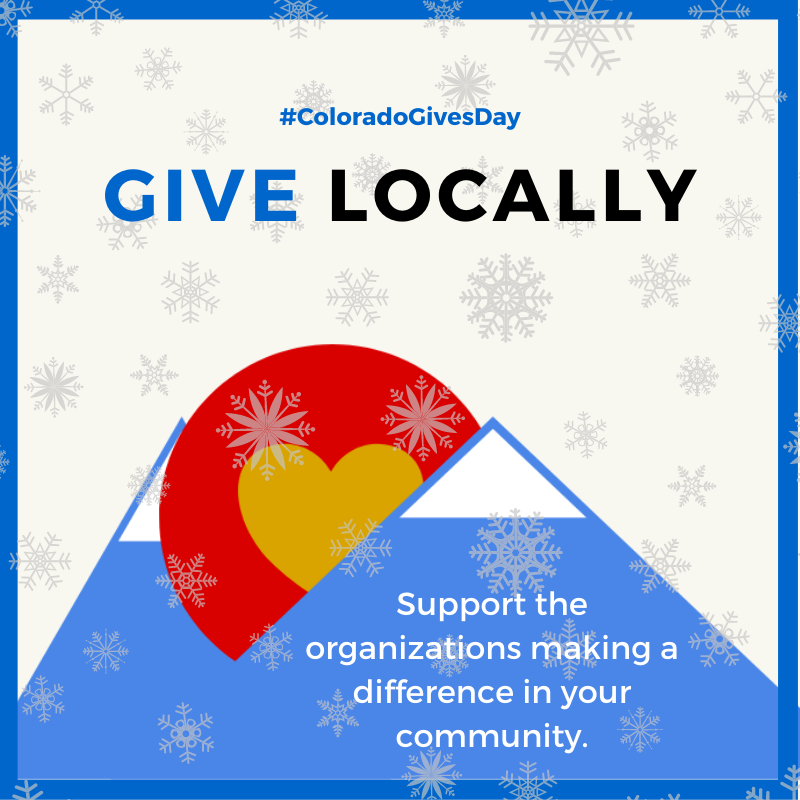 #ColoradoGivesDay
GIVE LOCALLY
Support the
organizations making a
difference in your
community.